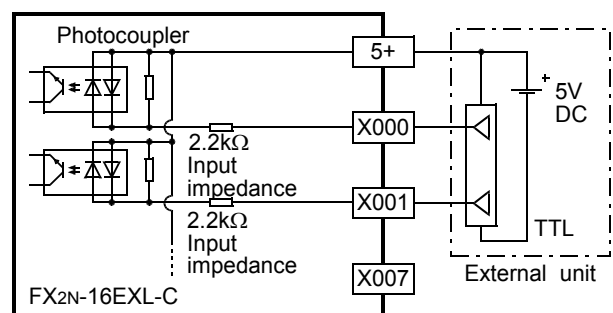 Photocoupler
5+
+
5V
DC
X000
2.2kΩ
Input
impedance
X001
2.2kΩ
Input
impedance
TTL
X007
External unit
FX2N-16EXL-C